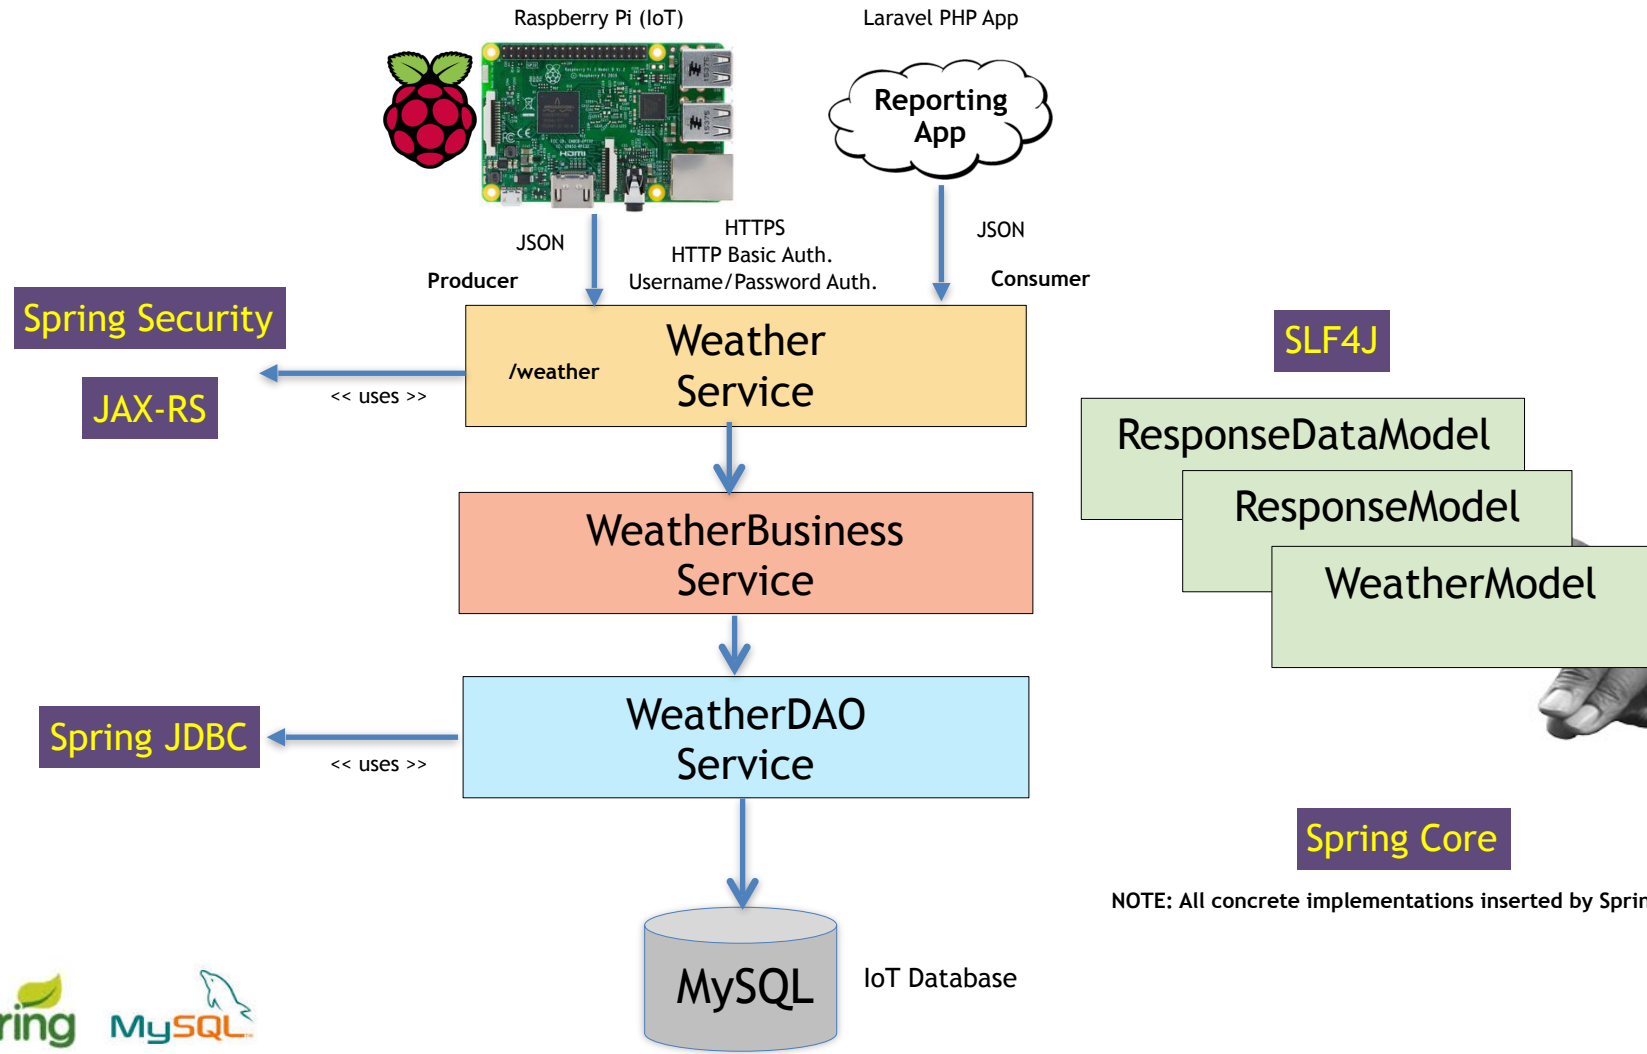 Raspberry Pi (IoT)
Laravel PHP App
Reporting
App
HDMI
JSON
HTTPS
HTTP Basic Auth.
Username/Password Auth.
JSON
Producer
Consumer
Spring Security
JAX-RS
<< uses >>
/weather
Weather
Service
SLF4J
ResponseDataModel
ResponseModel
WeatherModel
WeatherBusiness
Service
Spring JDBC
<< uses >>
WeatherDAO
Service
Spring Core
NOTE: All concrete implementations inserted by Sprin
MySQL
IoT Database
ring
MySQL